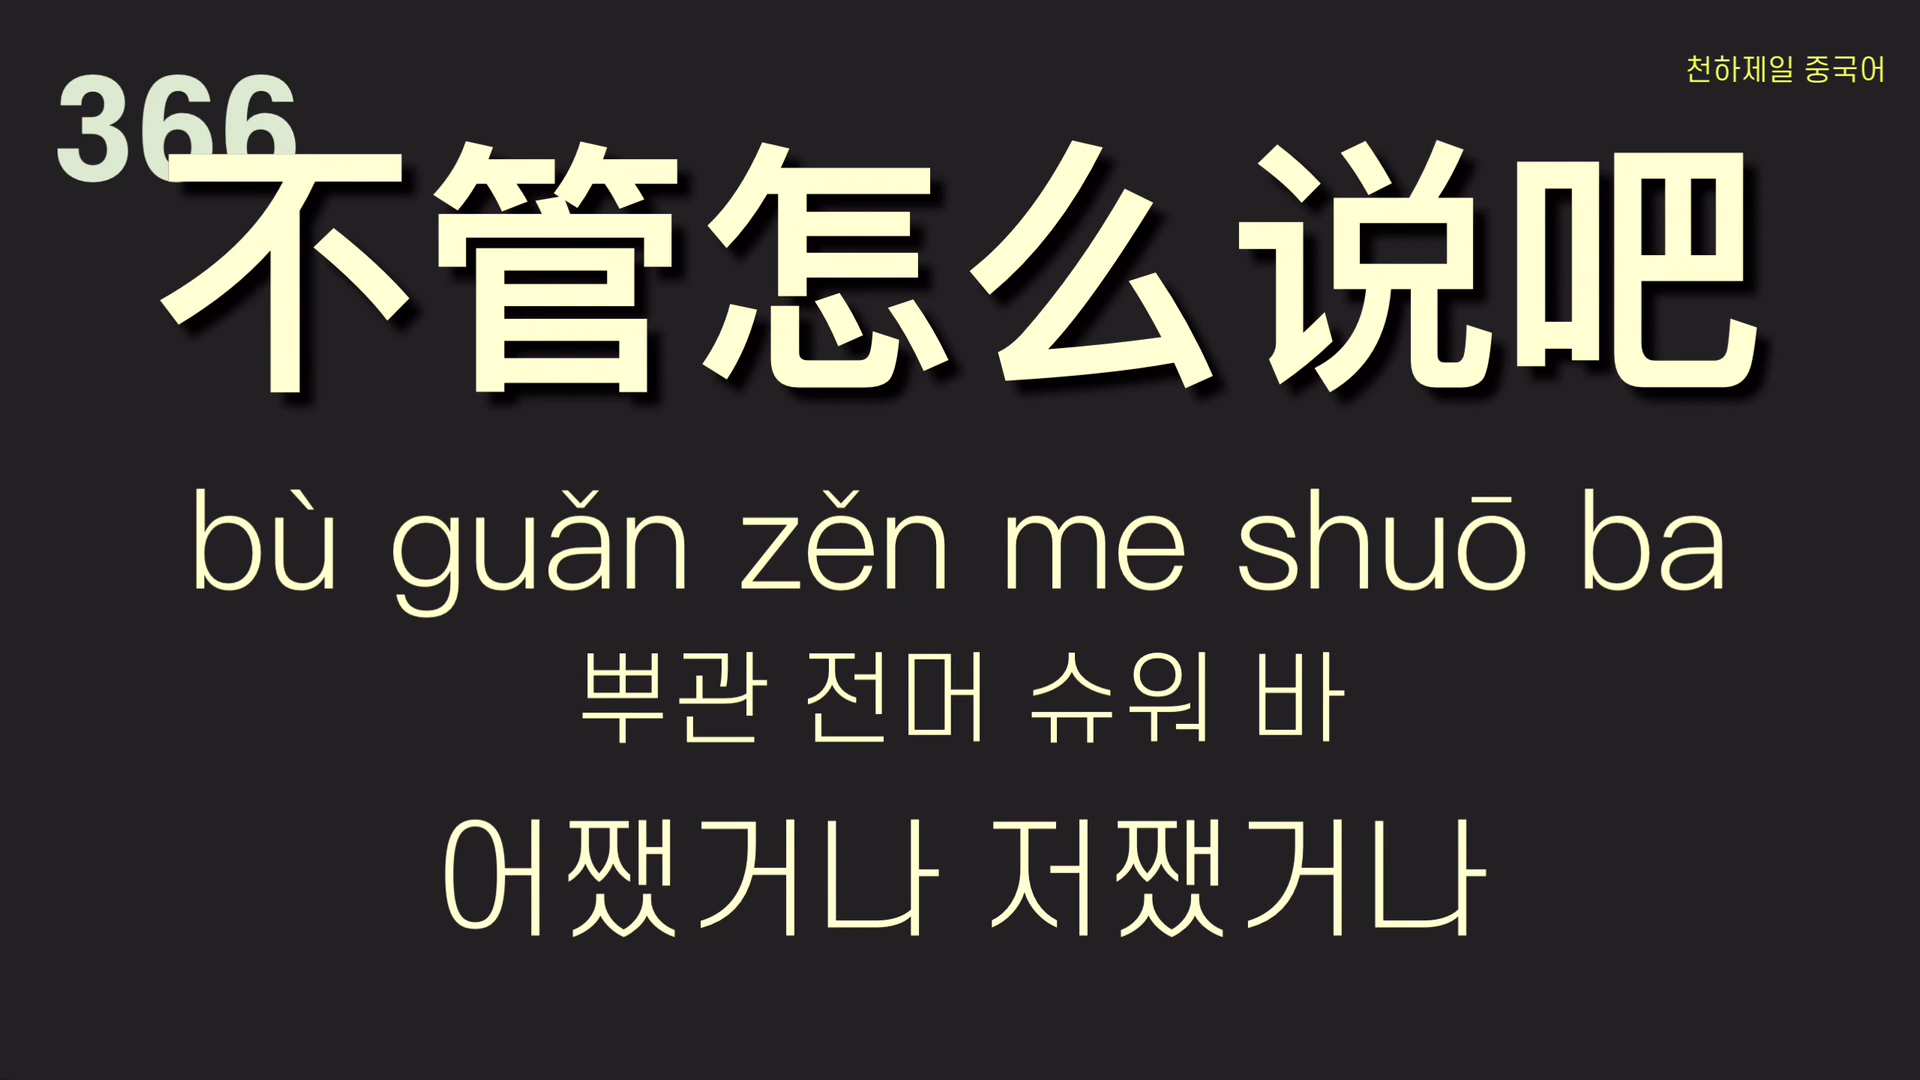 366
천하제일 중국어
不管怎么说吧
bù guǎn zěn me shuō ba
뿌관 전머 슈워 바
어쨌거나 저쨌거나